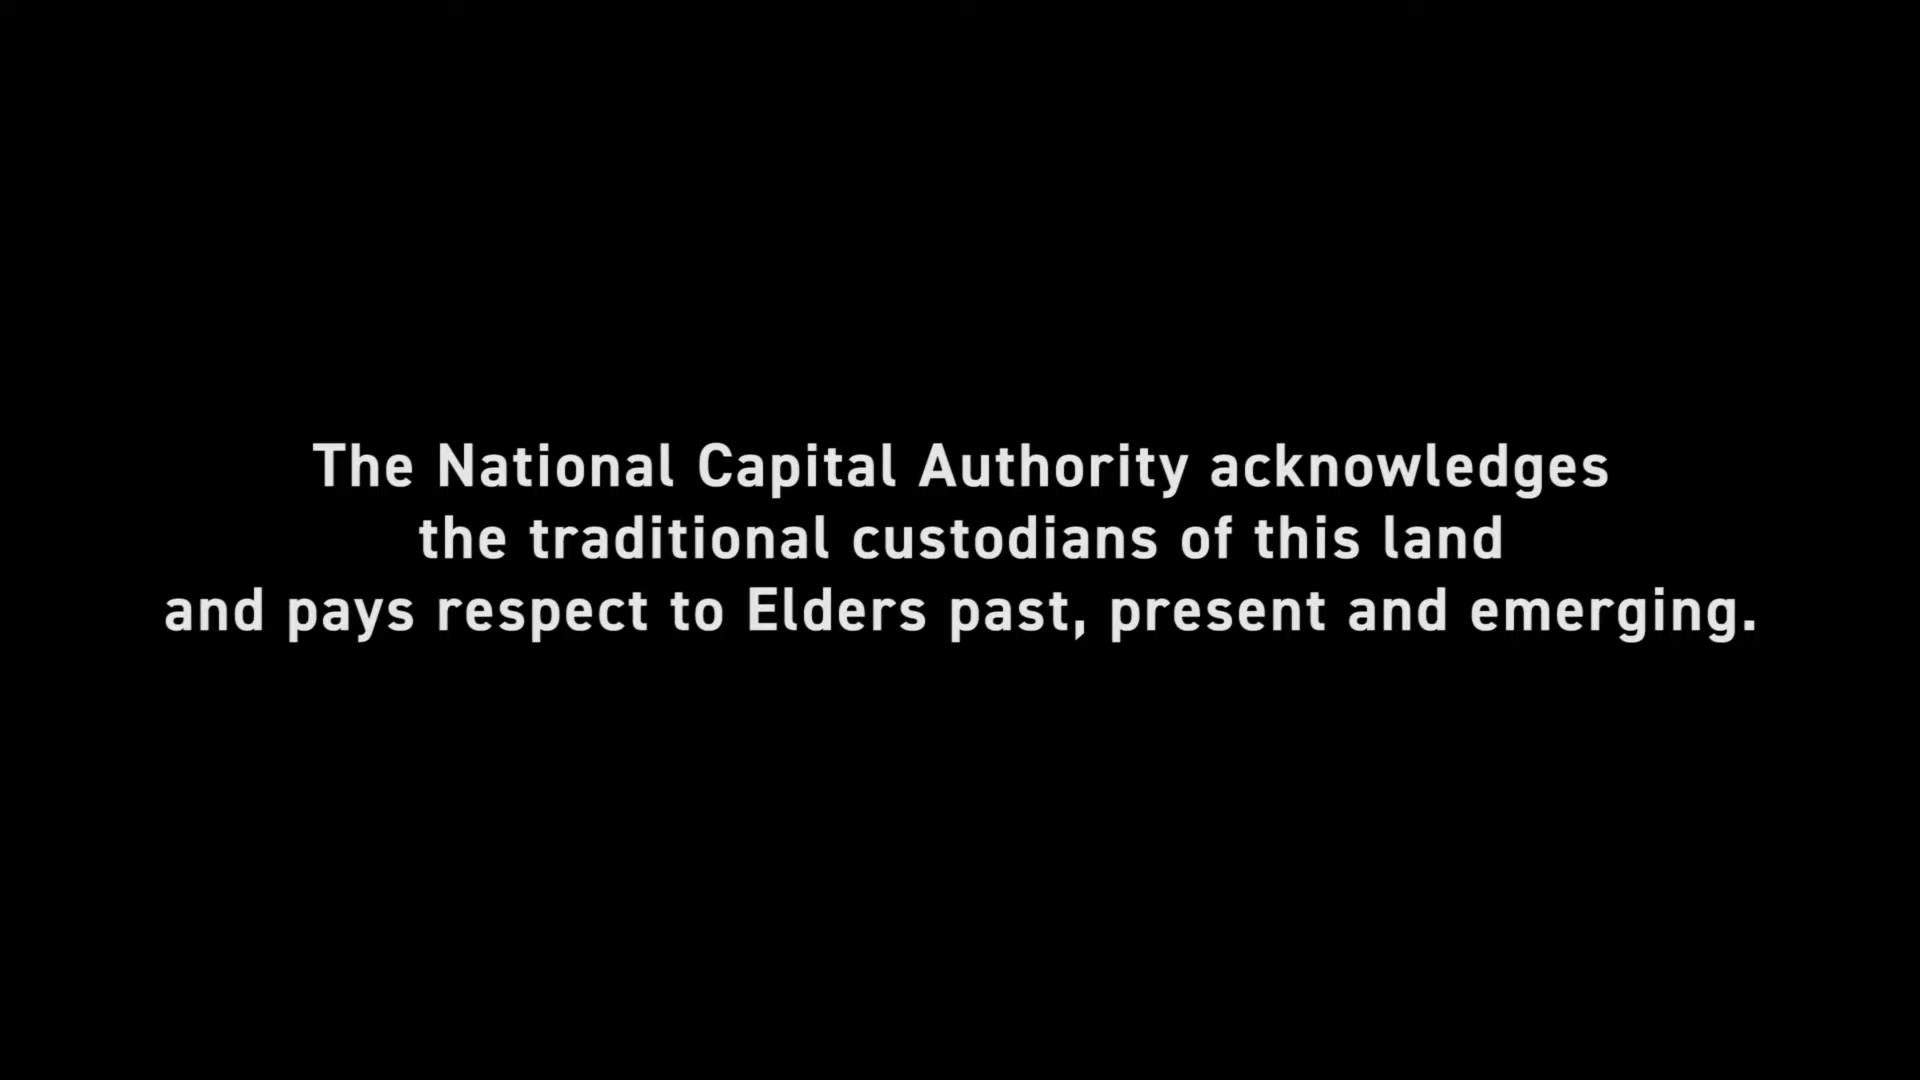 The National Capital Authority acknowledges
the traditional custodians of this land
and pays respect to Elders past, present and emerging.